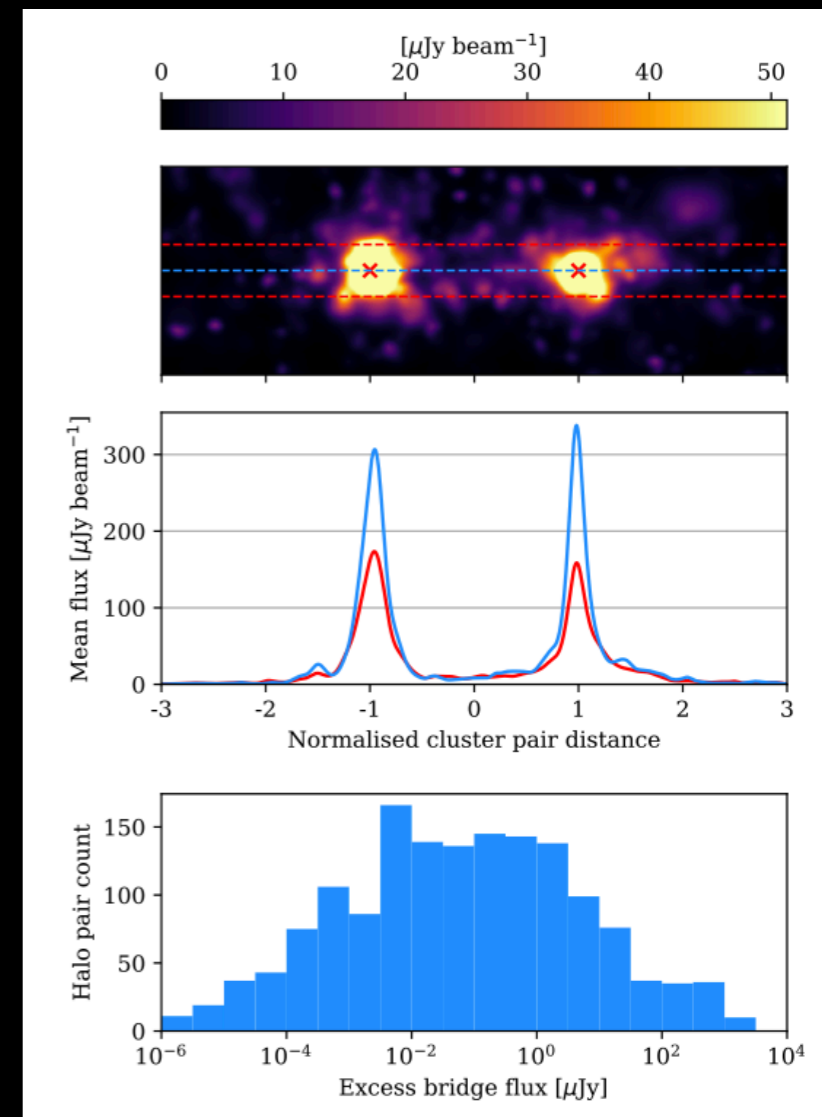 [μJy beam⁻¹]
0 10 20 30 40 50
-3 -2 -1 0 1 2 3
Mean flux [μJy beam⁻¹]
300
200
100
0
Normalised cluster pair distance
Halo pair count
150
100
50
0
10⁻⁶ 10⁻⁴ 10⁻² 10⁰ 10² 10⁴
Excess bridge flux [μJy]